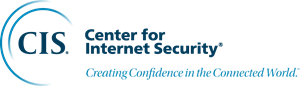 CIS. Center for
Internet Security®
Creating Confidence in the Connected World.™